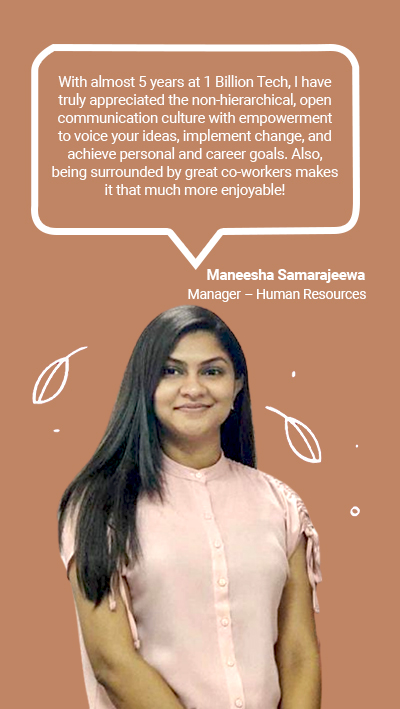 With almost 5 years at 1 Billion Tech, I have
truly appreciated the non-hierarchical, open
communication culture with empowerment
to voice your ideas, implement change, and
achieve personal and career goals. Also,
being surrounded by great co-workers makes
it that much more enjoyable!
Maneesha Samarajeewa
Manager – Human Resources